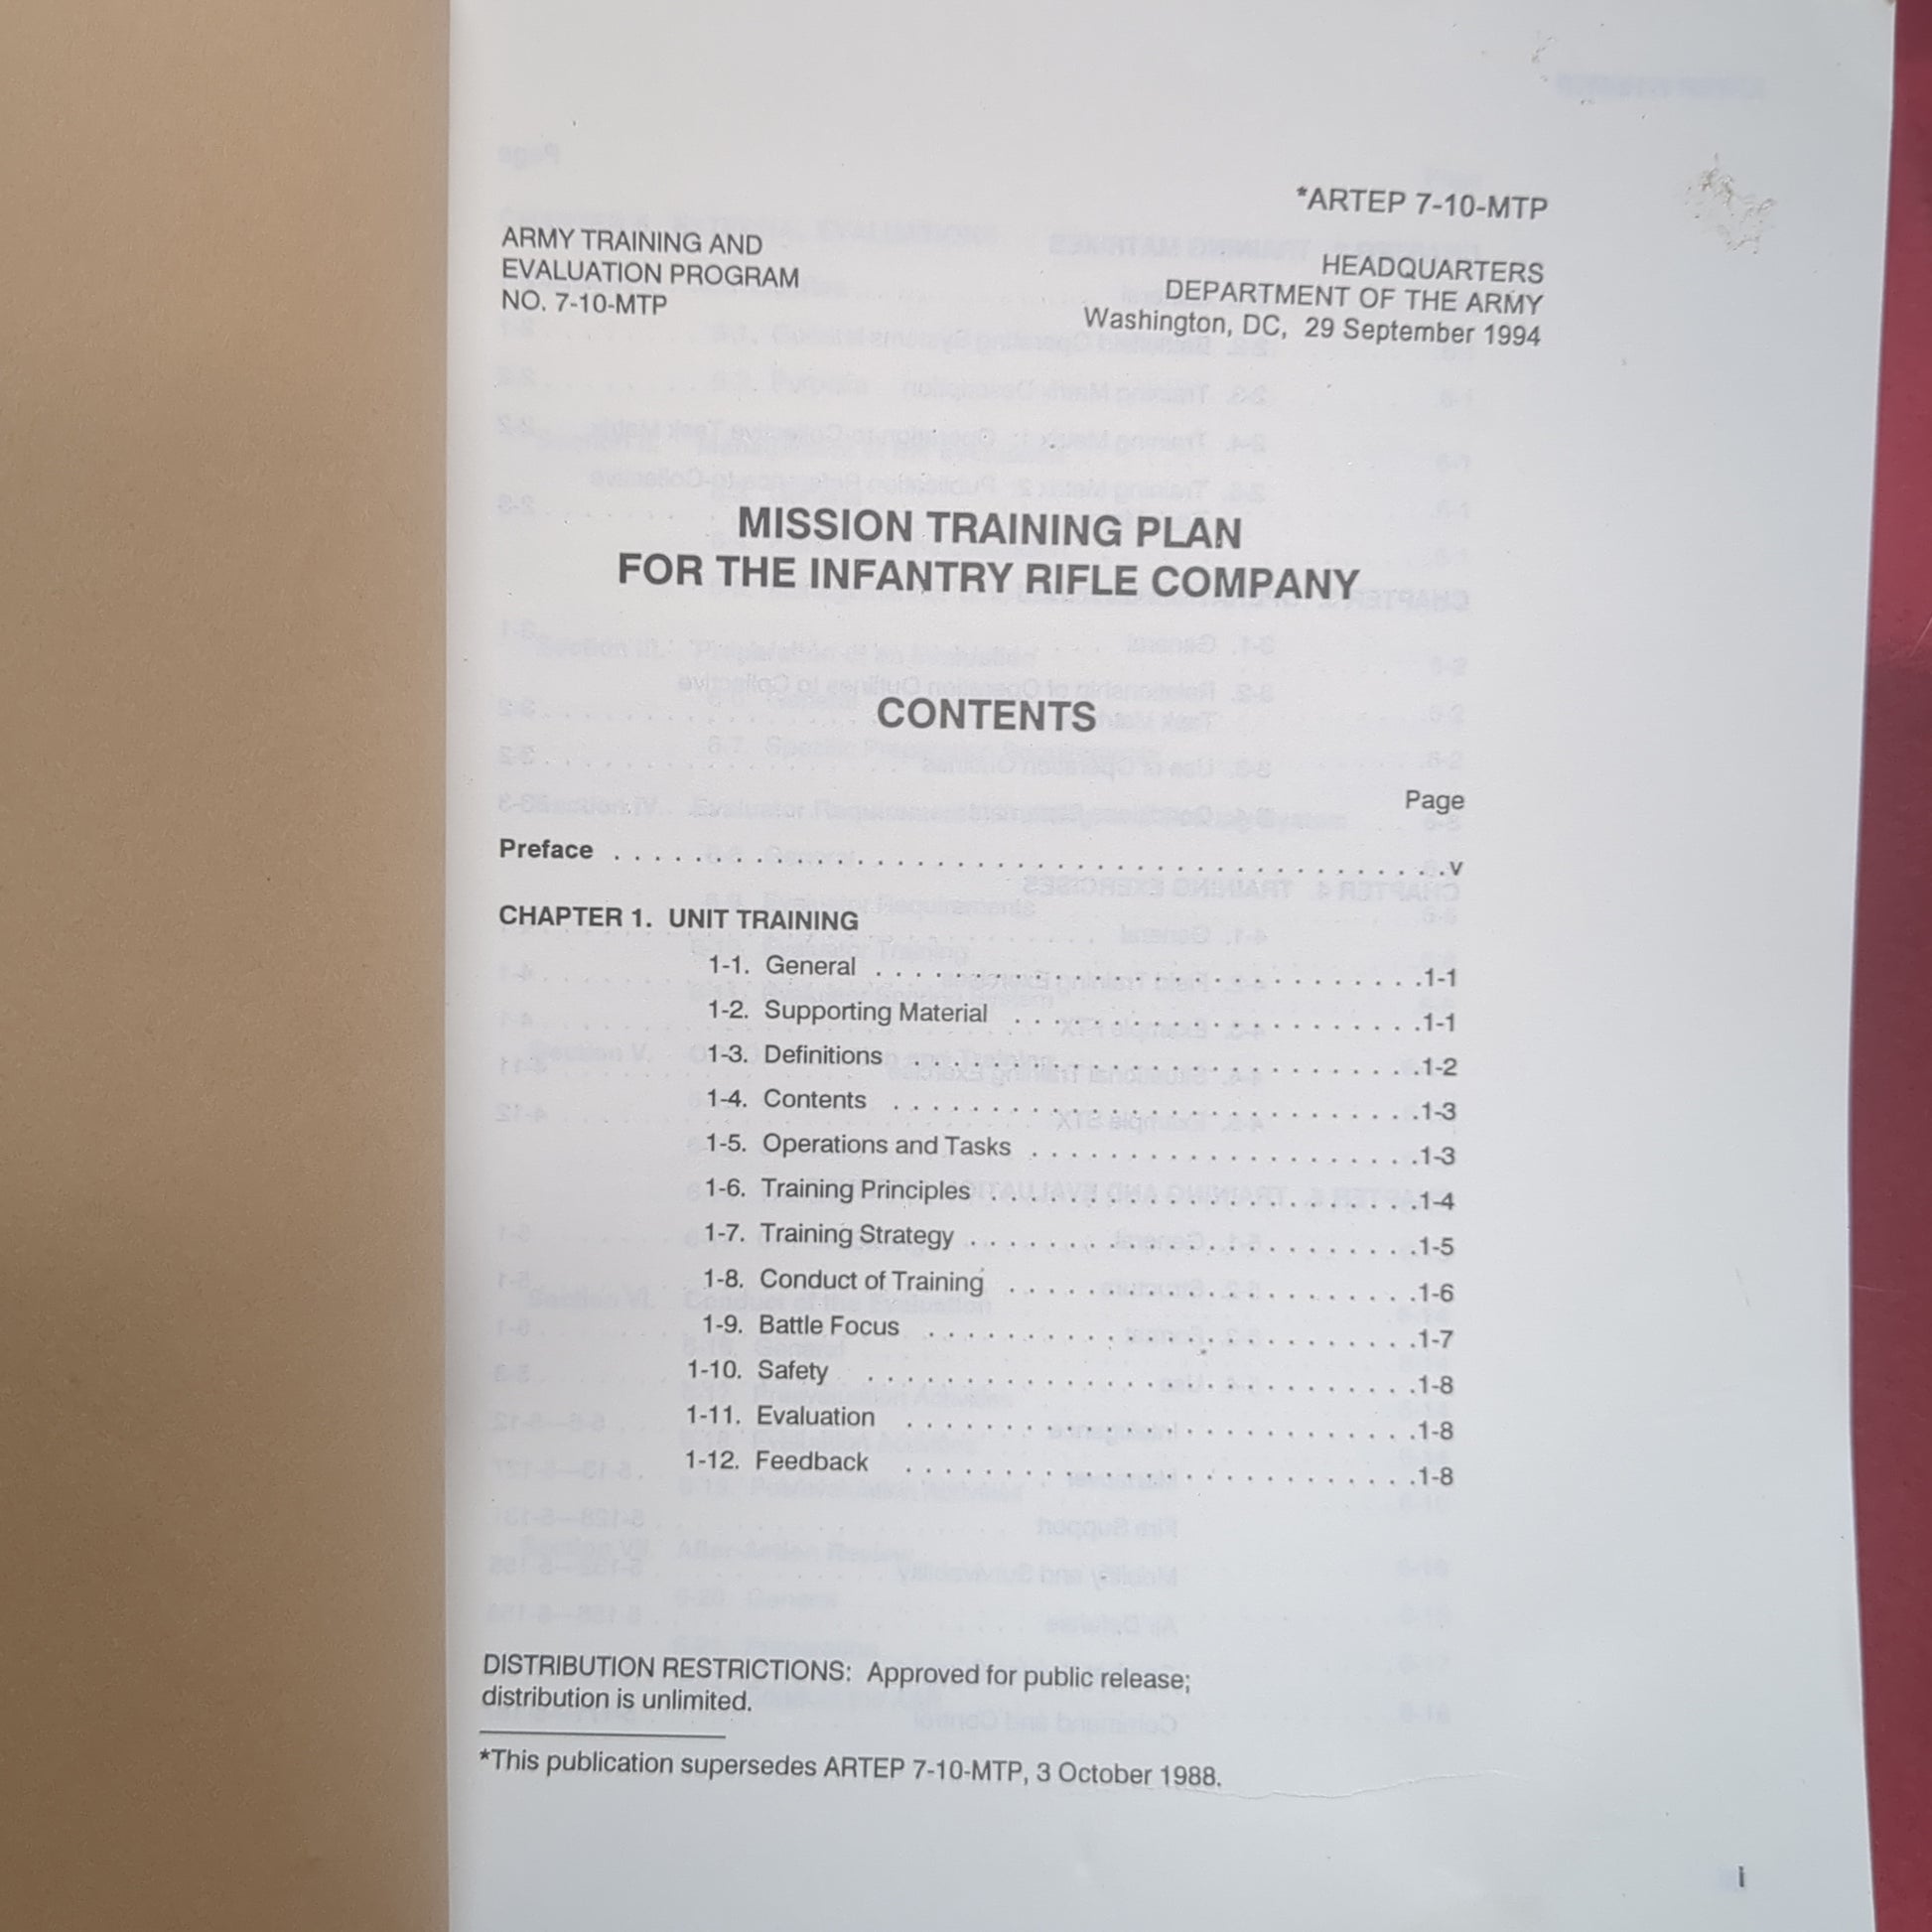 *ARTEP 7-10-MTP
ARMY TRAINING AND
EVALUATION PROGRAM
NO. 7-10-MTP
HEADQUARTERS
DEPARTMENT OF THE ARMY
Washington, DC, 29 September 1994
MISSION TRAINING PLAN
FOR THE INFANTRY RIFLE COMPANY
CONTENTS
Page
Preface . . . . . . . . . . . . . . . . . . . . v
CHAPTER 1. UNIT TRAINING
1-1. General . . . . . . . . . . . . . . . . . . . . 1-1
1-2. Supporting Material . . . . . . . . . . . . . . . . . . . . 1-1
1-3. Definitions . . . . . . . . . . . . . . . . . . . . 1-2
1-4. Contents . . . . . . . . . . . . . . . . . . . . 1-3
1-5. Operations and Tasks . . . . . . . . . . . . . . . . . . . . 1-3
1-6. Training Principles . . . . . . . . . . . . . . . . . . . . 1-4
1-7. Training Strategy . . . . . . . . . . . . . . . . . . . . 1-5
1-8. Conduct of Training . . . . . . . . . . . . . . . . . . . . 1-6
1-9. Battle Focus . . . . . . . . . . . . . . . . . . . . 1-7
1-10. Safety . . . . . . . . . . . . . . . . . . . . 1-8
1-11. Evaluation . . . . . . . . . . . . . . . . . . . . 1-8
1-12. Feedback . . . . . . . . . . . . . . . . . . . . 1-8
DISTRIBUTION RESTRICTIONS: Approved for public release;
distribution is unlimited.
*This publication supersedes ARTEP 7-10-MTP, 3 October 1988.
i